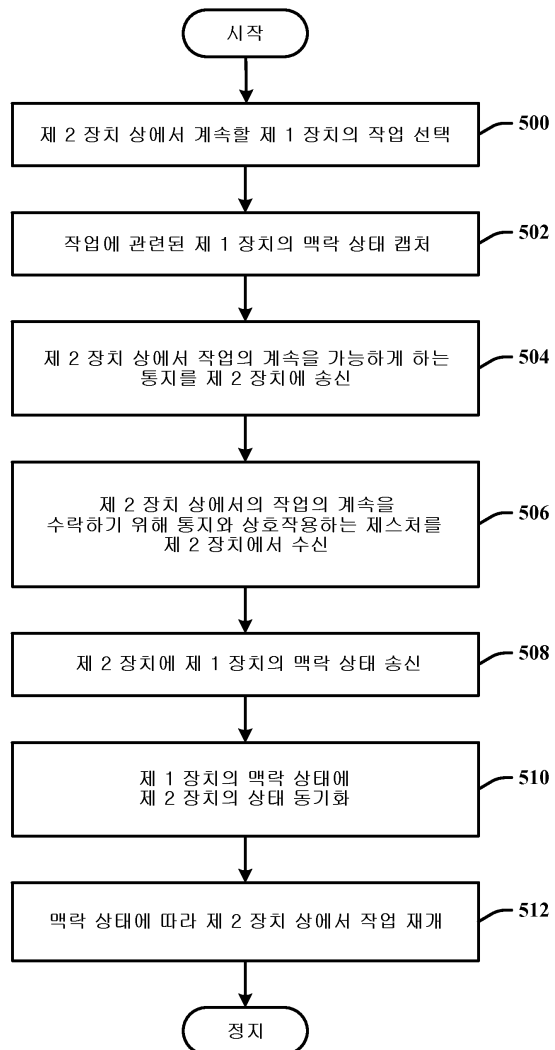 시작
제 2 장치 상에서 계속할 제 1 장치의 작업 선택
500
작업에 관련된 제 1 장치의 맥락 상태 캡처
502
제 2 장치 상에서 작업의 계속을 가능하게 하는
통지를 제 2 장치에 송신
504
제 2 장치 상에서의 작업의 계속을
수락하기 위해 통지와 상호작용하는 제스처를
제 2 장치에서 수신
506
제 2 장치에 제 1 장치의 맥락 상태 송신
508
제 1 장치의 맥락 상태에
제 2 장치의 상태 동기화
510
맥락 상태에 따라 제 2 장치 상에서 작업 재개
512
정지